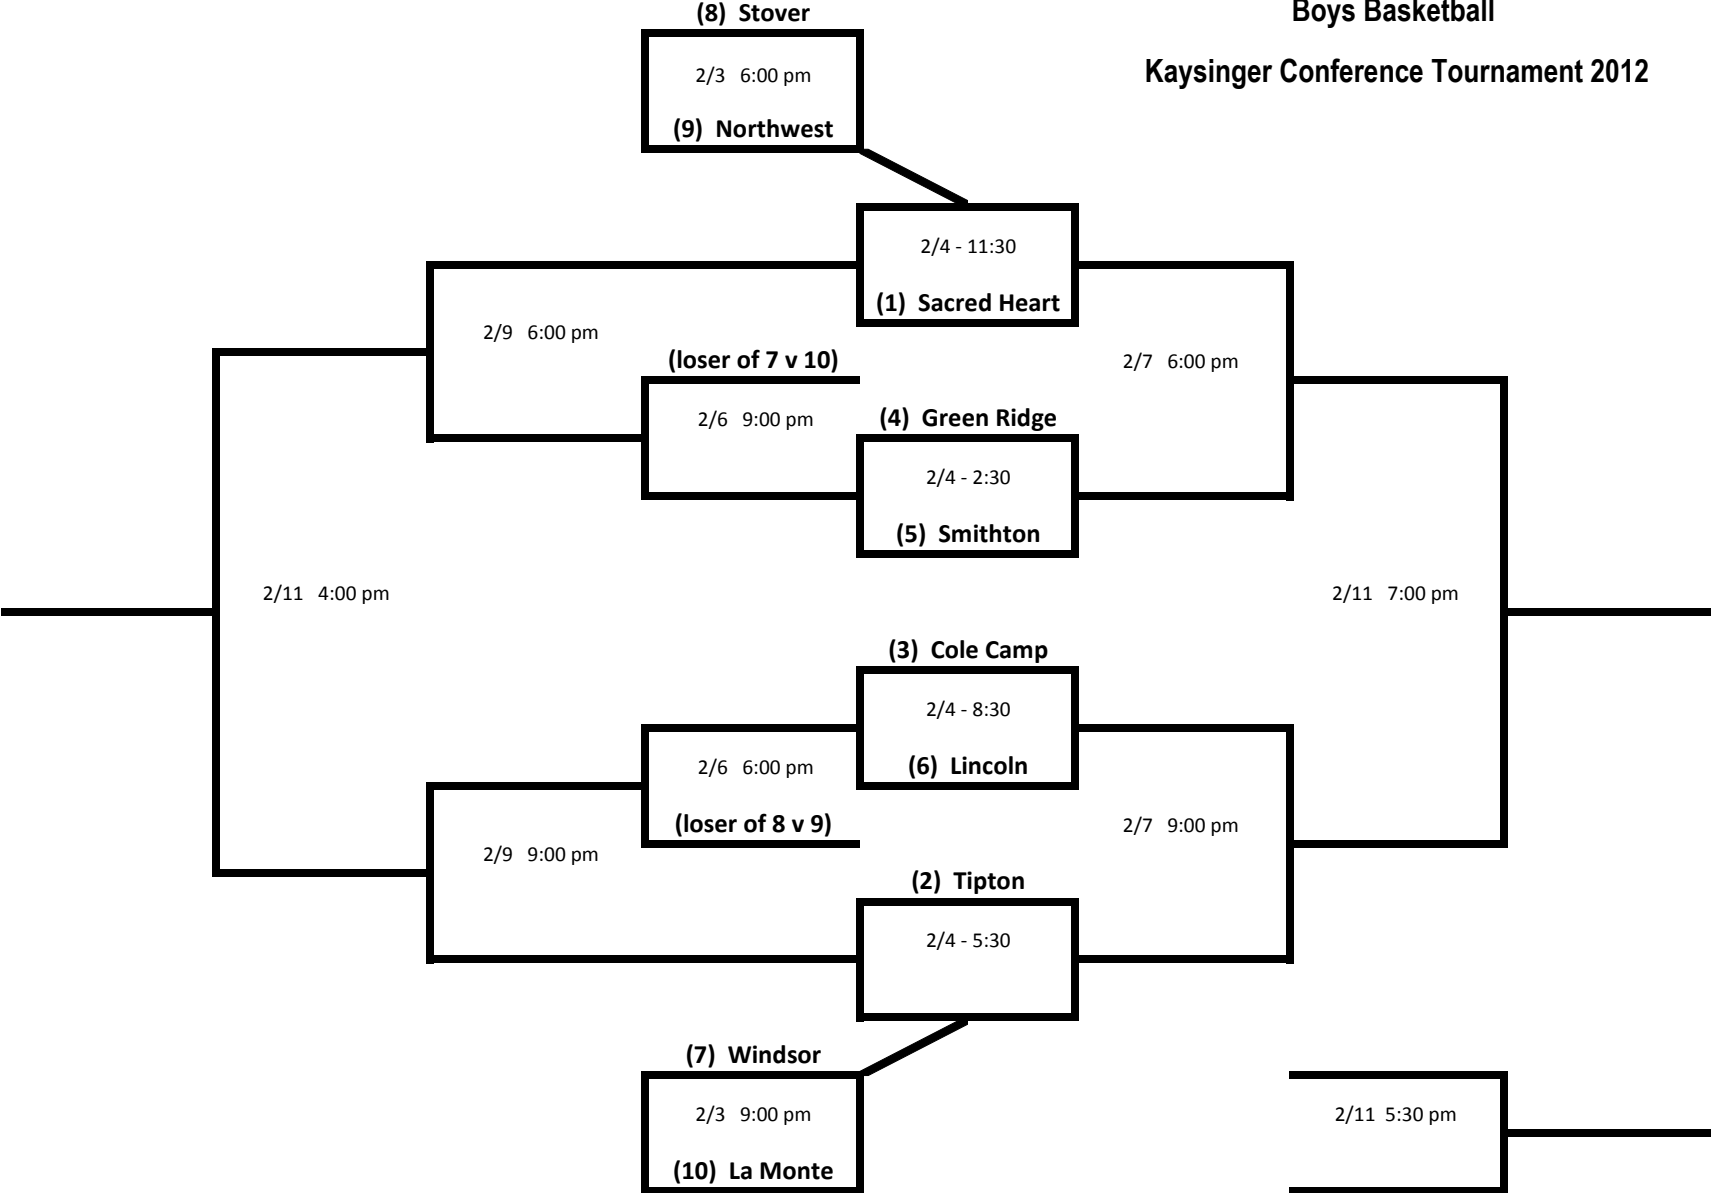 (8) Stover
Boys Basketball
2/3 6:00 pm
Kaysinger Conference Tournament 2012
(9) Northwest
2/4 - 11:30
(1) Sacred Heart
2/9 6:00 pm
(loser of 7 v 10)
2/7 6:00 pm
2/6 9:00 pm
(4) Green Ridge
2/4 - 2:30
(5) Smithton
2/11 4:00 pm
2/11 7:00 pm
(3) Cole Camp
2/4 - 8:30
2/6 6:00 pm
(6) Lincoln
(loser of 8 v 9)
2/7 9:00 pm
2/9 9:00 pm
(2) Tipton
2/4 - 5:30
(7) Windsor
2/3 9:00 pm
2/11 5:30 pm
(10) La Monte